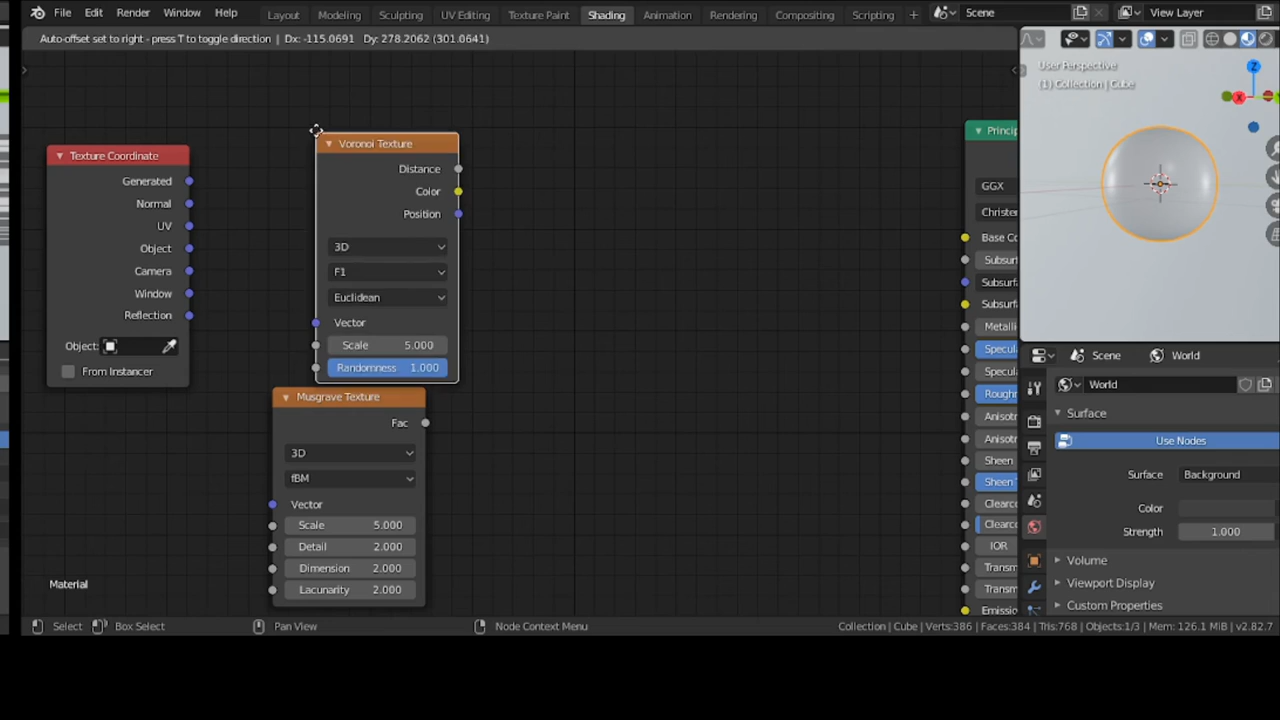 File Edit Render Window Help Layout Modeling Sculpting UV Editing Texture Paint Shading Animation Rendering Compositing Scripting + Scene View Layer
Auto-offset set to right - press T to toggle direction | Dx: -115.0691 Dy: 278.2062 (301.0641)
Texture Coordinate
Generated
Normal
UV
Object
Camera
Window
Reflection
Object:
From Instancer
Voronoi Texture
Distance
Color
Position
3D
F1
Euclidean
Vector
Scale 5.000
Randomness 1.000
Musgrave Texture
Fac
3D
fBM
Vector
Scale 5.000
Detail 2.000
Dimension 2.000
Lacunarity 2.000
Material
Princip
GGX
Christen
Base Co
Subsurf
Subsurf
Subsurf
Metalli
Specul
Specul
Roughn
Anisotr
Anisotr
Sheen
Sheen T
Clearco
Clearco
IOR
Transm
Transm
Emissio
User Perspective
(1) Collection | Cube
Z
X
Scene World
World
Surface
Use Nodes
Surface Background
Color
Strength 1.000
Volume
Viewport Display
Custom Properties
Select Box Select Pan View Node Context Menu Collection | Cube | Verts:386 | Faces:384 | Tris:768 | Objects:1/3 | Mem: 126.1 MiB | v2.82.7